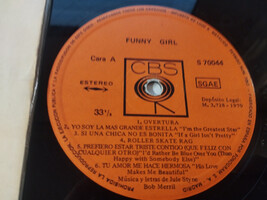 FUNNY GIRL
Cara A
S 70044
CBS
SGAE
ESTEREO
Depósito Legal:
33⅓
1. OVERTURA
2. YO SOY LA MAS GRANDE ESTRELLA "I'm the Greatest Star"
3. SI UNA CHICA NO ES BONITA "If a Girl Isn't Pretty"
4. ROLLER SKATE RAG
5. PREFIERO ESTAR TRISTE CONTIGO QUE FELIZ CON
CUALQUIER OTRO "I'd Rather Be Blue Over You (Than
Happy with Somebody Else)"
6. TU AMOR ME HACE HERMOSA "His Love
Makes Me Beautiful"
Música y letras de Jule Styne
Bob Merril